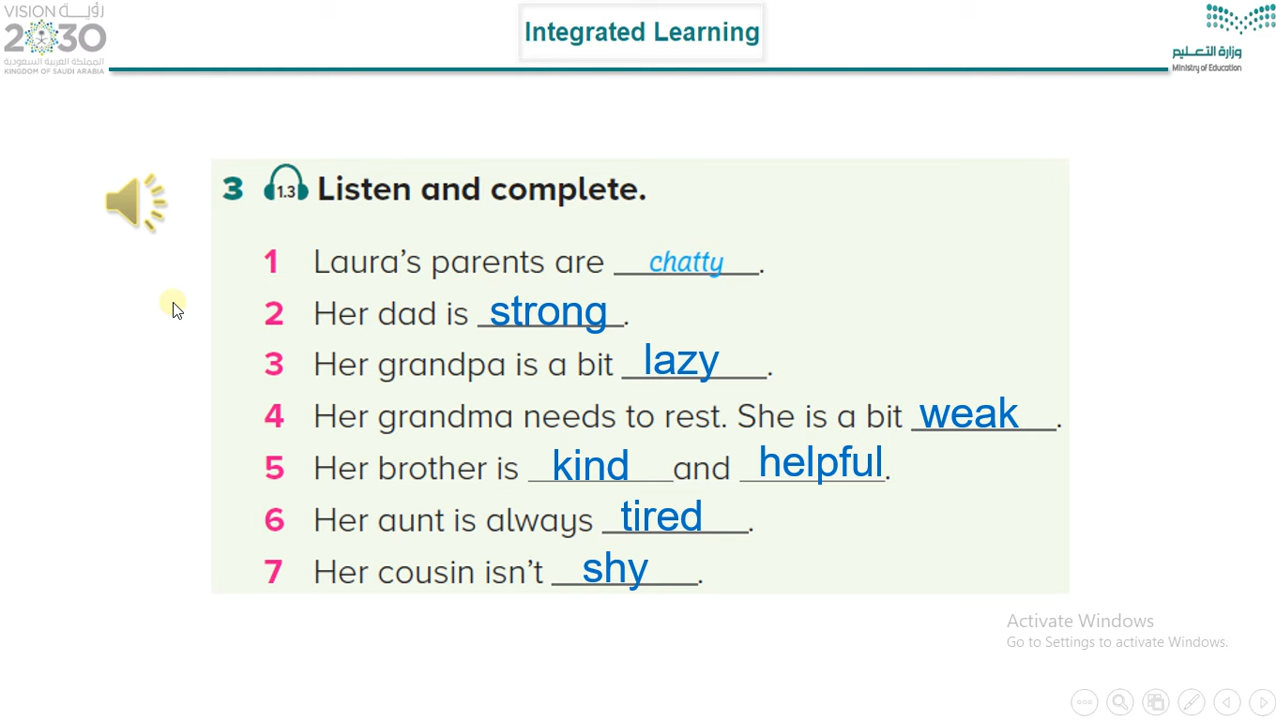 VISION رؤية
2030
المملكة العربية السعودية
KINGDOM OF SAUDI ARABIA
Integrated Learning
وزارة التعليم
Ministry of Education
3 1.3 Listen and complete.
1 Laura's parents are chatty.
2 Her dad is strong.
3 Her grandpa is a bit lazy.
4 Her grandma needs to rest. She is a bit weak.
5 Her brother is kind and helpful.
6 Her aunt is always tired.
7 Her cousin isn't shy.
Activate Windows
Go to Settings to activate Windows.